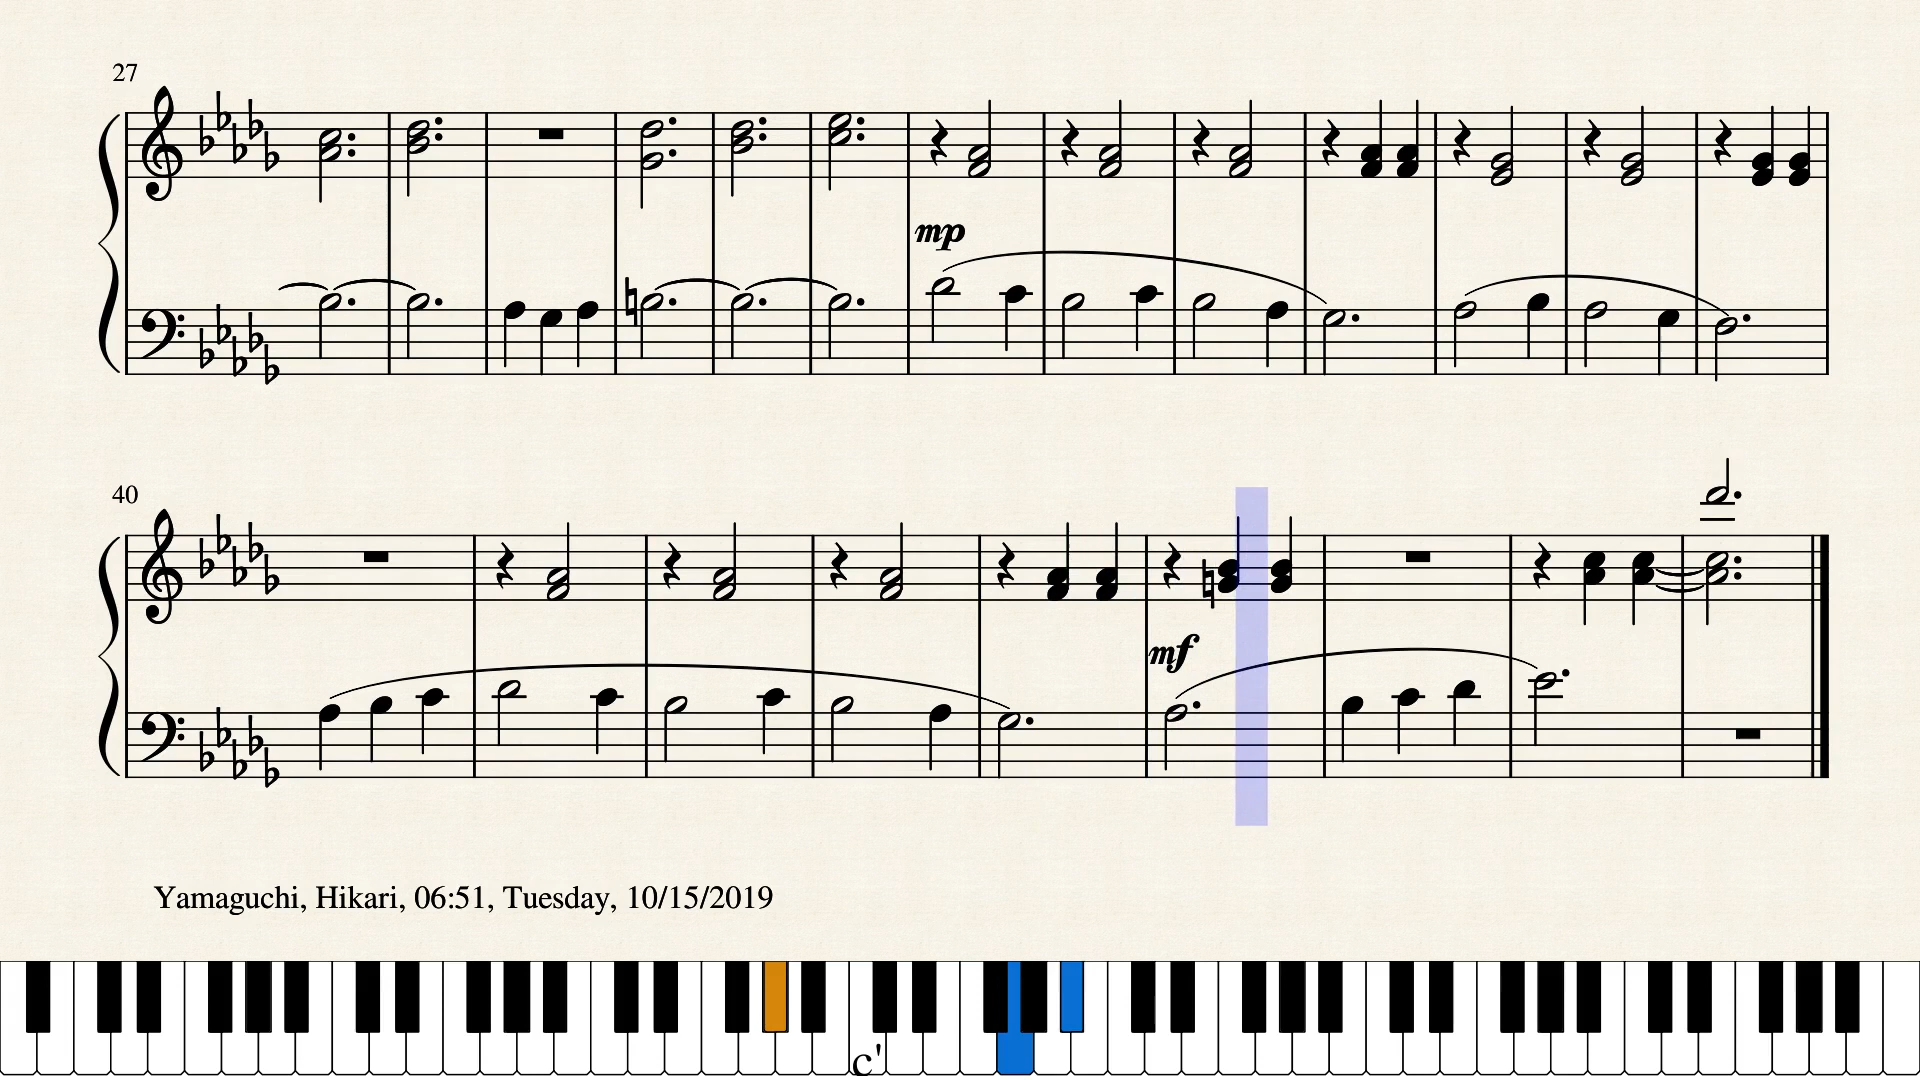 27
mp
40
mf
Yamaguchi, Hikari, 06:51, Tuesday, 10/15/2019
c'